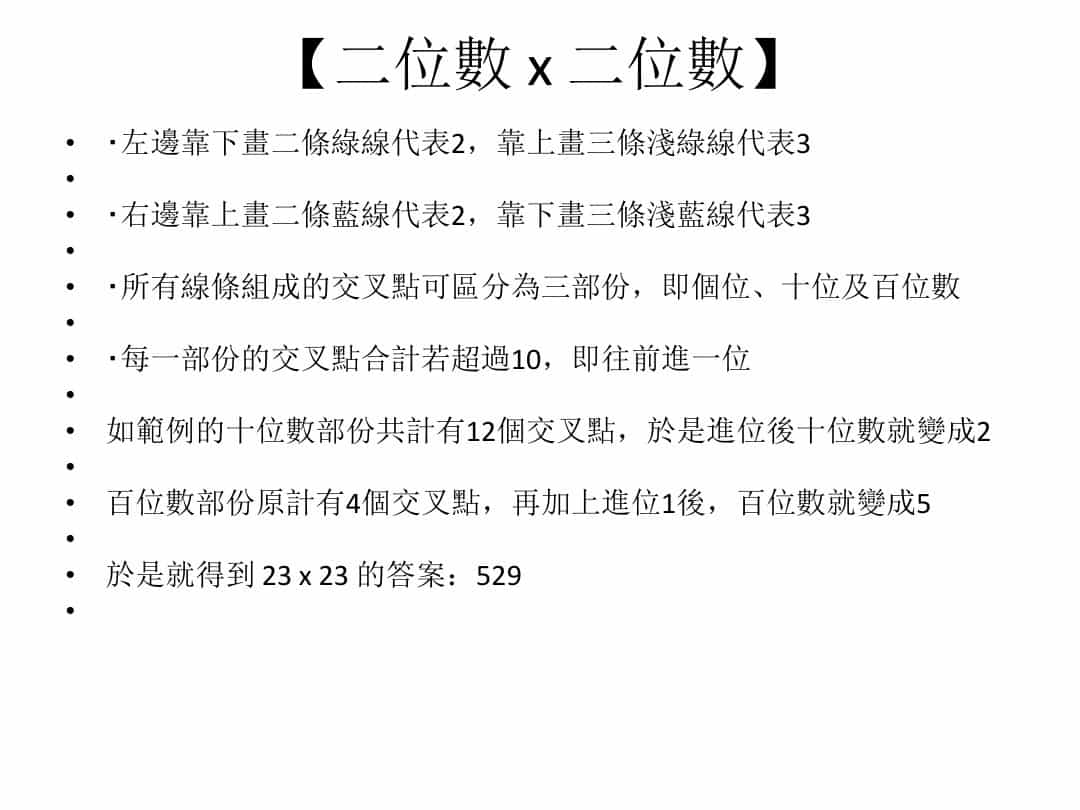 【二位數 x 二位數】
• ‧左邊靠下畫二條綠線代表2，靠上畫三條淺綠線代表3
•
• ‧右邊靠上畫二條藍線代表2，靠下畫三條淺藍線代表3
•
• ‧所有線條組成的交叉點可區分為三部份，即個位、十位及百位數
•
• ‧每一部份的交叉點合計若超過10，即往前進一位
•
• 如範例的十位數部份共計有12個交叉點，於是進位後十位數就變成2
•
• 百位數部份原計有4個交叉點，再加上進位1後，百位數就變成5
•
• 於是就得到 23 x 23 的答案：529
•